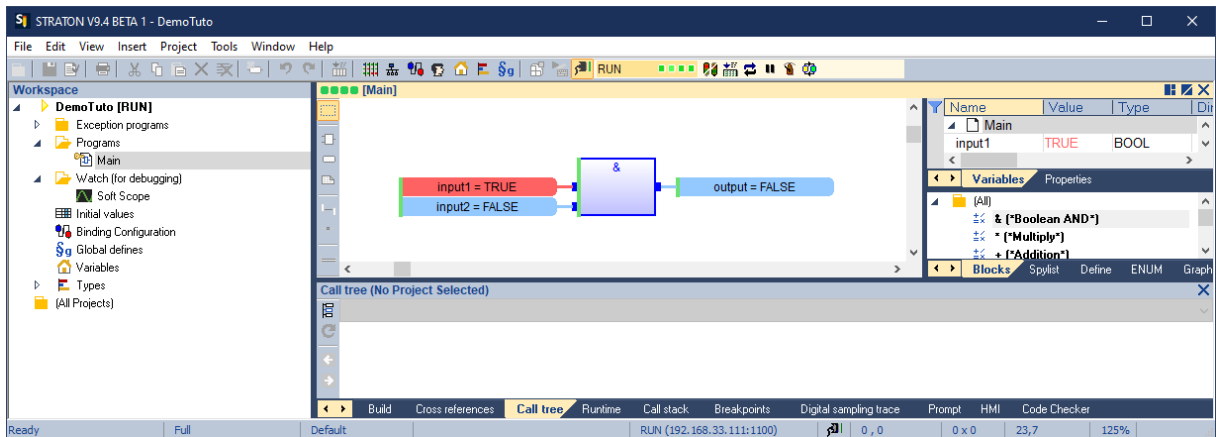 STRATON V9.4 BETA 1 - DemoTuto
File Edit View Insert Project Tools Window Help
RUN
Workspace
DemoTuto [RUN]
Exception programs
Programs
Main
Watch (for debugging)
Soft Scope
Initial values
Binding Configuration
Global defines
Variables
Types
(All Projects)
[Main]
&
input1 = TRUE
input2 = FALSE
output = FALSE
Name Value Type Dir
Main
input1 TRUE BOOL
Variables Properties
(All)
& (*Boolean AND*)
* (*Multiply*)
+ (*Addition*)
Blocks Spylist Define ENUM Graph
Call tree (No Project Selected)
Build Cross references Call tree Runtime Call stack Breakpoints Digital sampling trace Prompt HMI Code Checker
Ready Full Default RUN (192.168.33.111:1100) 0 , 0 0 x 0 23,7 125%